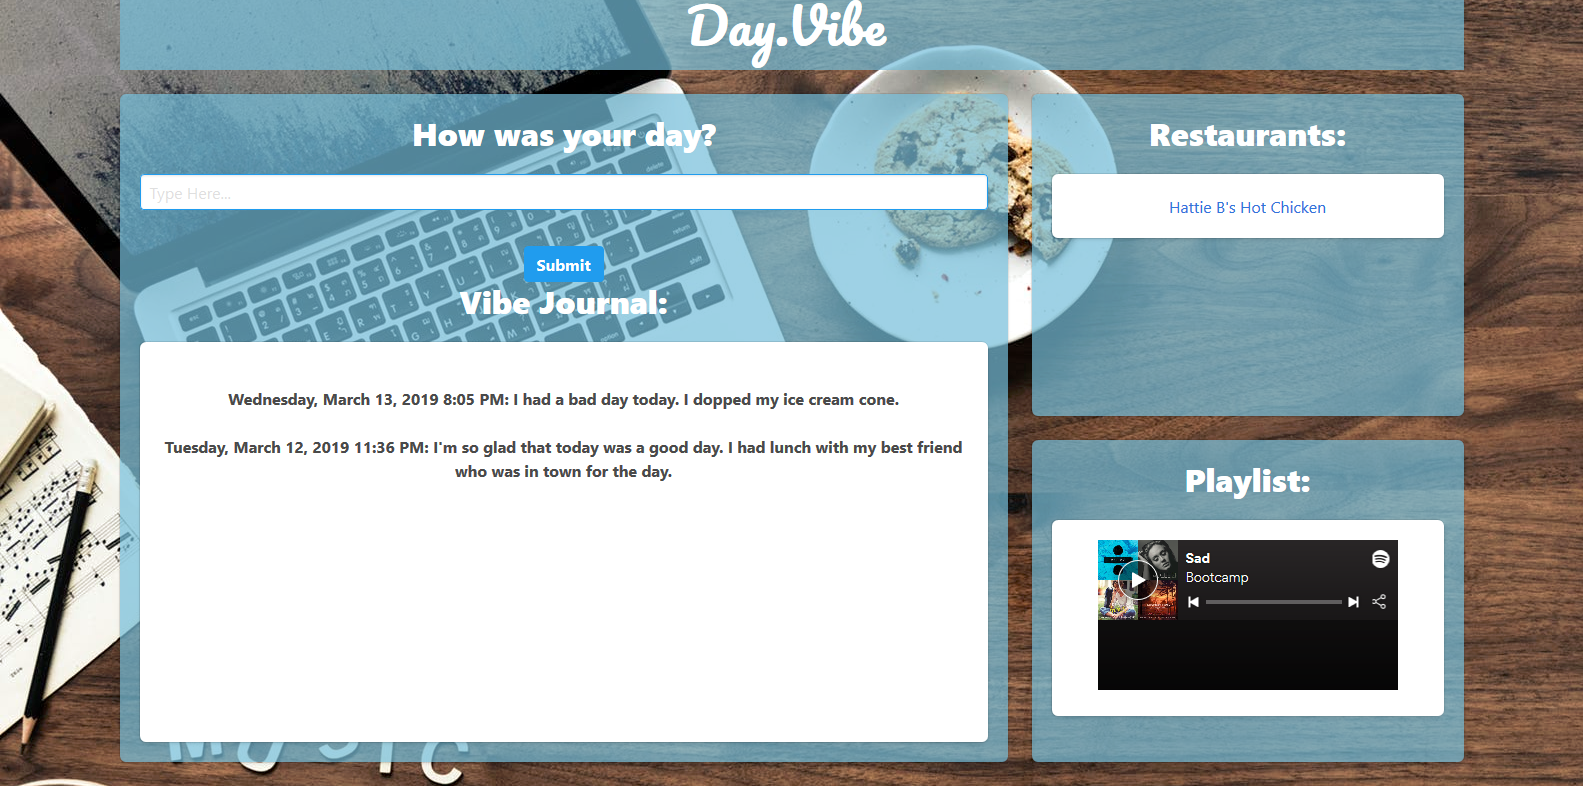 Day.Vibe
How was your day?
Type Here...
Submit
Vibe Journal:
Wednesday, March 13, 2019 8:05 PM: I had a bad day today. I dopped my ice cream cone.
Tuesday, March 12, 2019 11:36 PM: I'm so glad that today was a good day. I had lunch with my best friend
who was in town for the day.
Restaurants:
Hattie B's Hot Chicken
Playlist:
Sad
Bootcamp
MUSIC